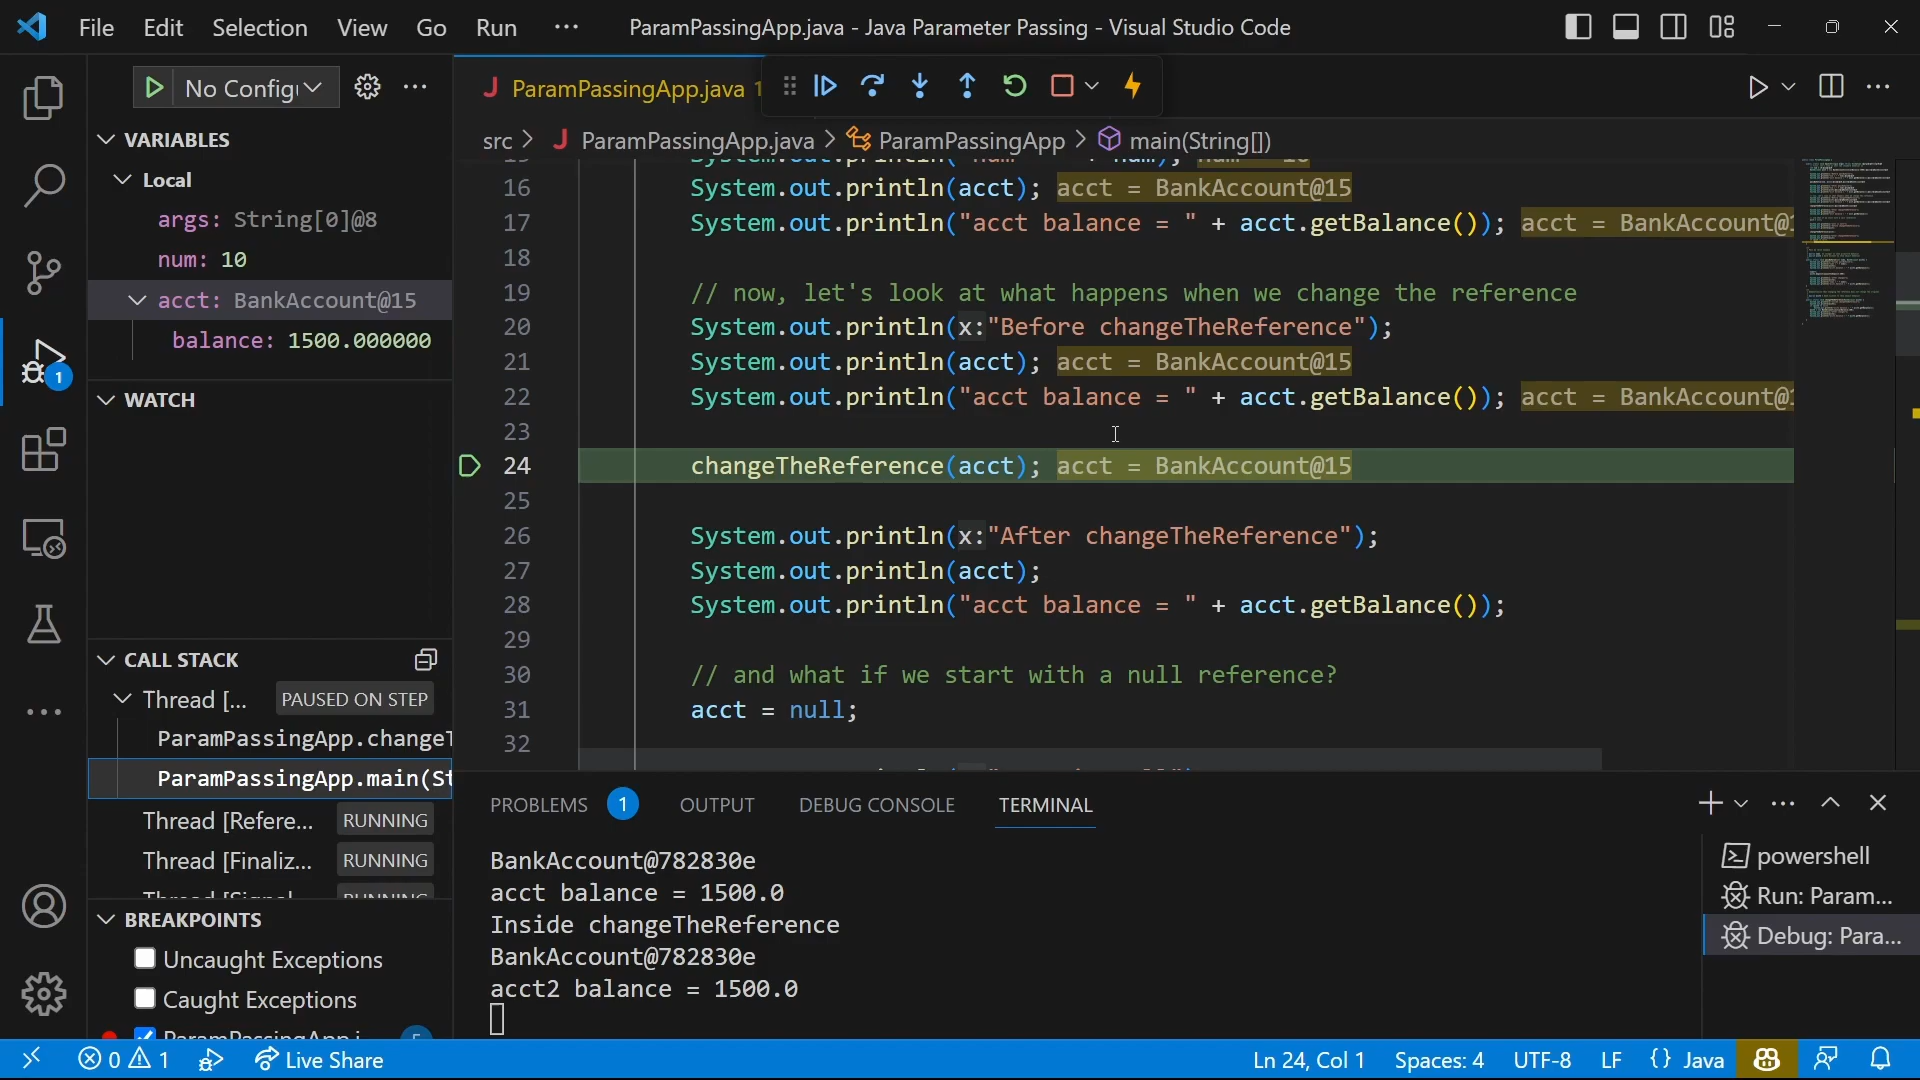 File Edit Selection View Go Run ··· ParamPassingApp.java - Java Parameter Passing - Visual Studio Code
No Config
ParamPassingApp.java 1
src > ParamPassingApp.java > ParamPassingApp > main(String[])
VARIABLES
Local
args: String[0]@8
num: 10
acct: BankAccount@15
balance: 1500.000000
WATCH
CALL STACK
Thread [... PAUSED ON STEP
ParamPassingApp.changeT
ParamPassingApp.main(St
Thread [Refere... RUNNING
Thread [Finaliz... RUNNING
Thread [Signal RUNNING
BREAKPOINTS
Uncaught Exceptions
Caught Exceptions
ParamPassingApp.j
1
16 System.out.println(acct); acct = BankAccount@15
17 System.out.println("acct balance = " + acct.getBalance()); acct = BankAccount@1
18
19 // now, let's look at what happens when we change the reference
20 System.out.println(x:"Before changeTheReference");
21 System.out.println(acct); acct = BankAccount@15
22 System.out.println("acct balance = " + acct.getBalance()); acct = BankAccount@1
23
24 changeTheReference(acct); acct = BankAccount@15
25
26 System.out.println(x:"After changeTheReference");
27 System.out.println(acct);
28 System.out.println("acct balance = " + acct.getBalance());
29
30 // and what if we start with a null reference?
31 acct = null;
32
PROBLEMS 1 OUTPUT DEBUG CONSOLE TERMINAL
BankAccount@782830e
acct balance = 1500.0
Inside changeTheReference
BankAccount@782830e
acct2 balance = 1500.0
powershell
Run: Param...
Debug: Para...
0 1 Live Share
Ln 24, Col 1 Spaces: 4 UTF-8 LF {} Java